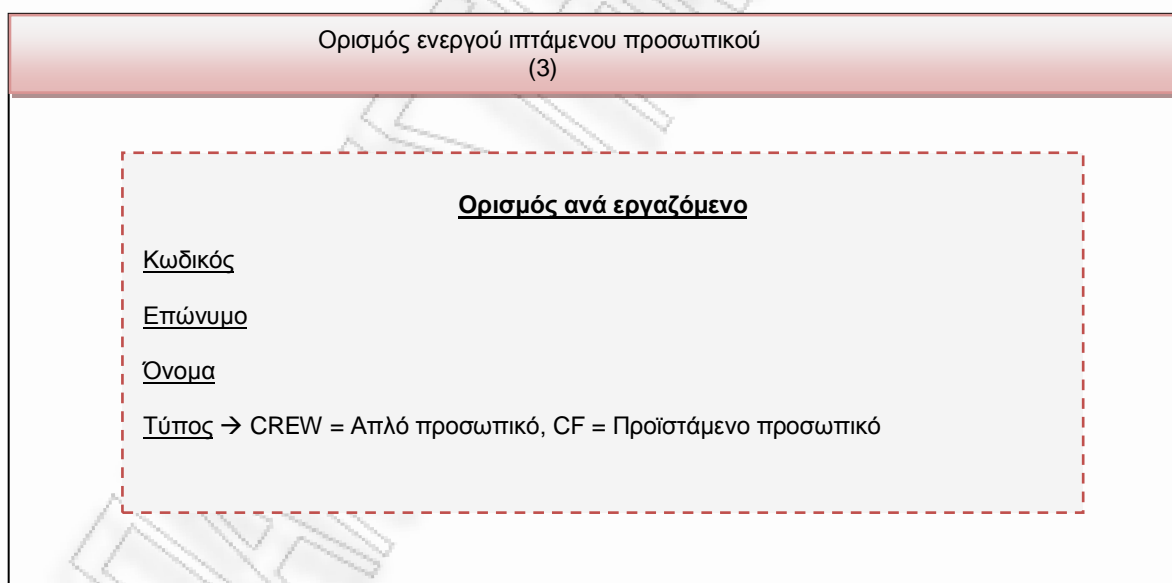 Ορισμός ενεργού ιπτάμενου προσωπικού
(3)
Ορισμός ανά εργαζόμενο
Κωδικός
Επώνυμο
Όνομα
Τύπος → CREW = Απλό προσωπικό, CF = Προϊστάμενο προσωπικό